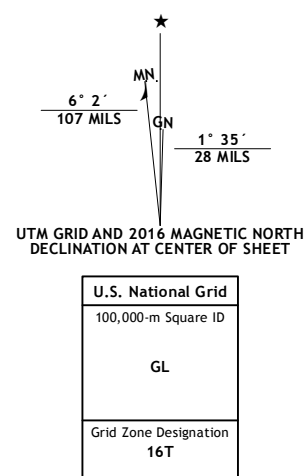 ★
MN
6° 2´
107 MILS
GN
1° 35´
28 MILS
UTM GRID AND 2016 MAGNETIC NORTH
DECLINATION AT CENTER OF SHEET
U.S. National Grid
100,000-m Square ID
GL
Grid Zone Designation
16T